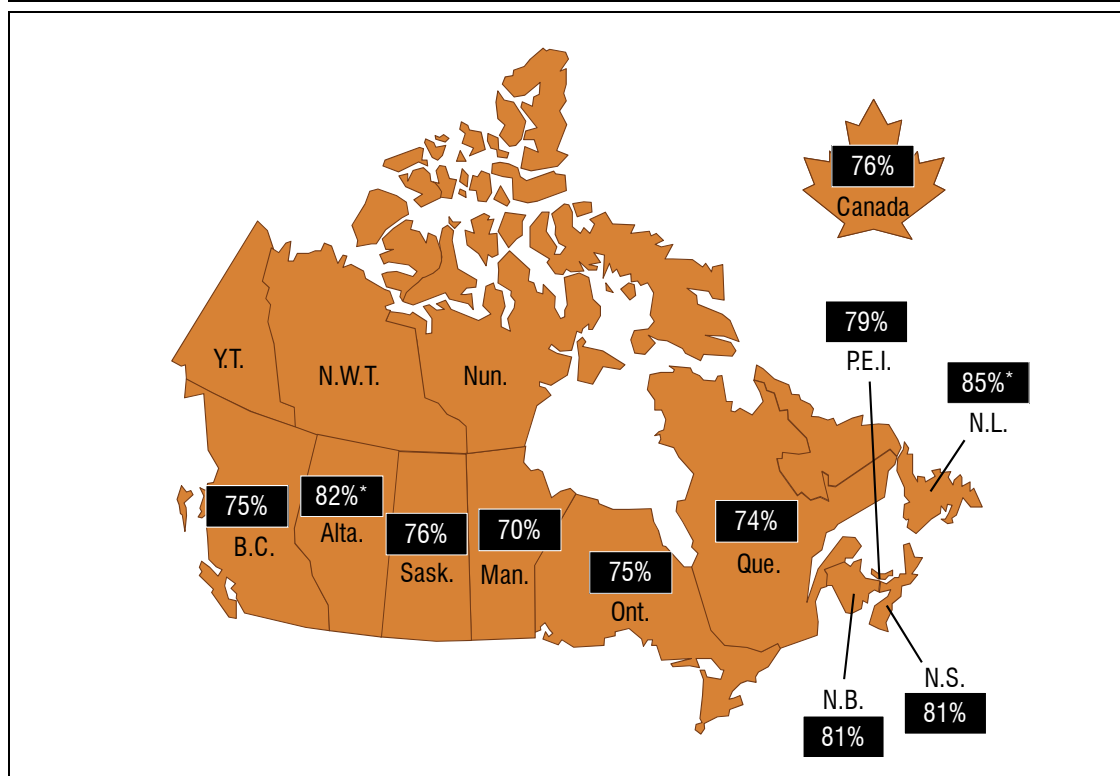 76%
Canada
79%
P.E.I.
85%*
N.L.
Y.T.
N.W.T.
Nun.
75%
B.C.
82%*
Alta.
76%
Sask.
70%
Man.
75%
Ont.
74%
Que.
N.B.
81%
N.S.
81%